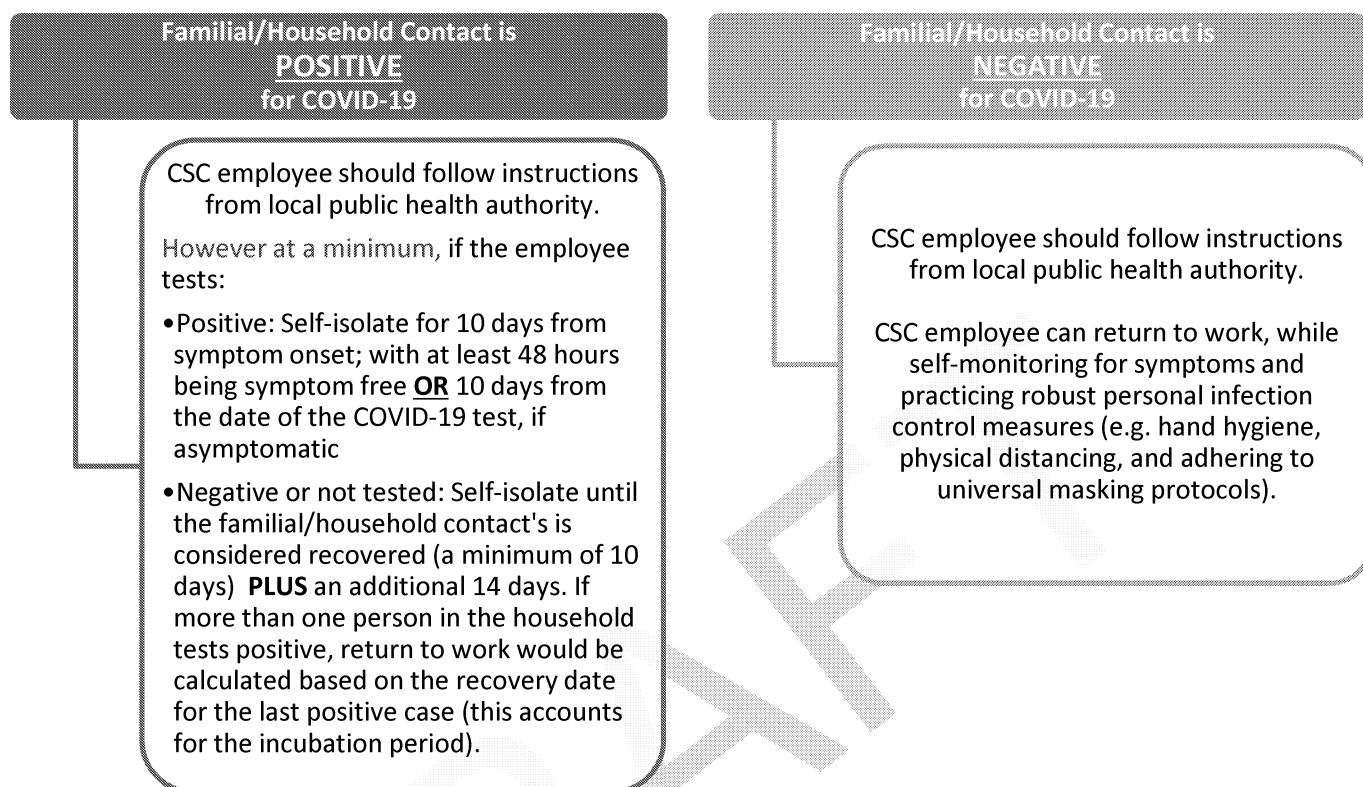 Familial/Household Contact is
POSITIVE
for COVID-19
CSC employee should follow instructions
from local public health authority.
However at a minimum, if the employee
tests:
•Positive: Self-isolate for 10 days from
symptom onset; with at least 48 hours
being symptom free OR 10 days from
the date of the COVID-19 test, if
asymptomatic
•Negative or not tested: Self-isolate until
the familial/household contact's is
considered recovered (a minimum of 10
days)  PLUS an additional 14 days. If
more than one person in the household
tests positive, return to work would be
calculated based on the recovery date
for the last positive case (this accounts
for the incubation period).
Familial/Household Contact is
NEGATIVE
for COVID-19
CSC employee should follow instructions
from local public health authority.
CSC employee can return to work, while
self-monitoring for symptoms and
practicing robust personal infection
control measures (e.g. hand hygiene,
physical distancing, and adhering to
universal masking protocols).